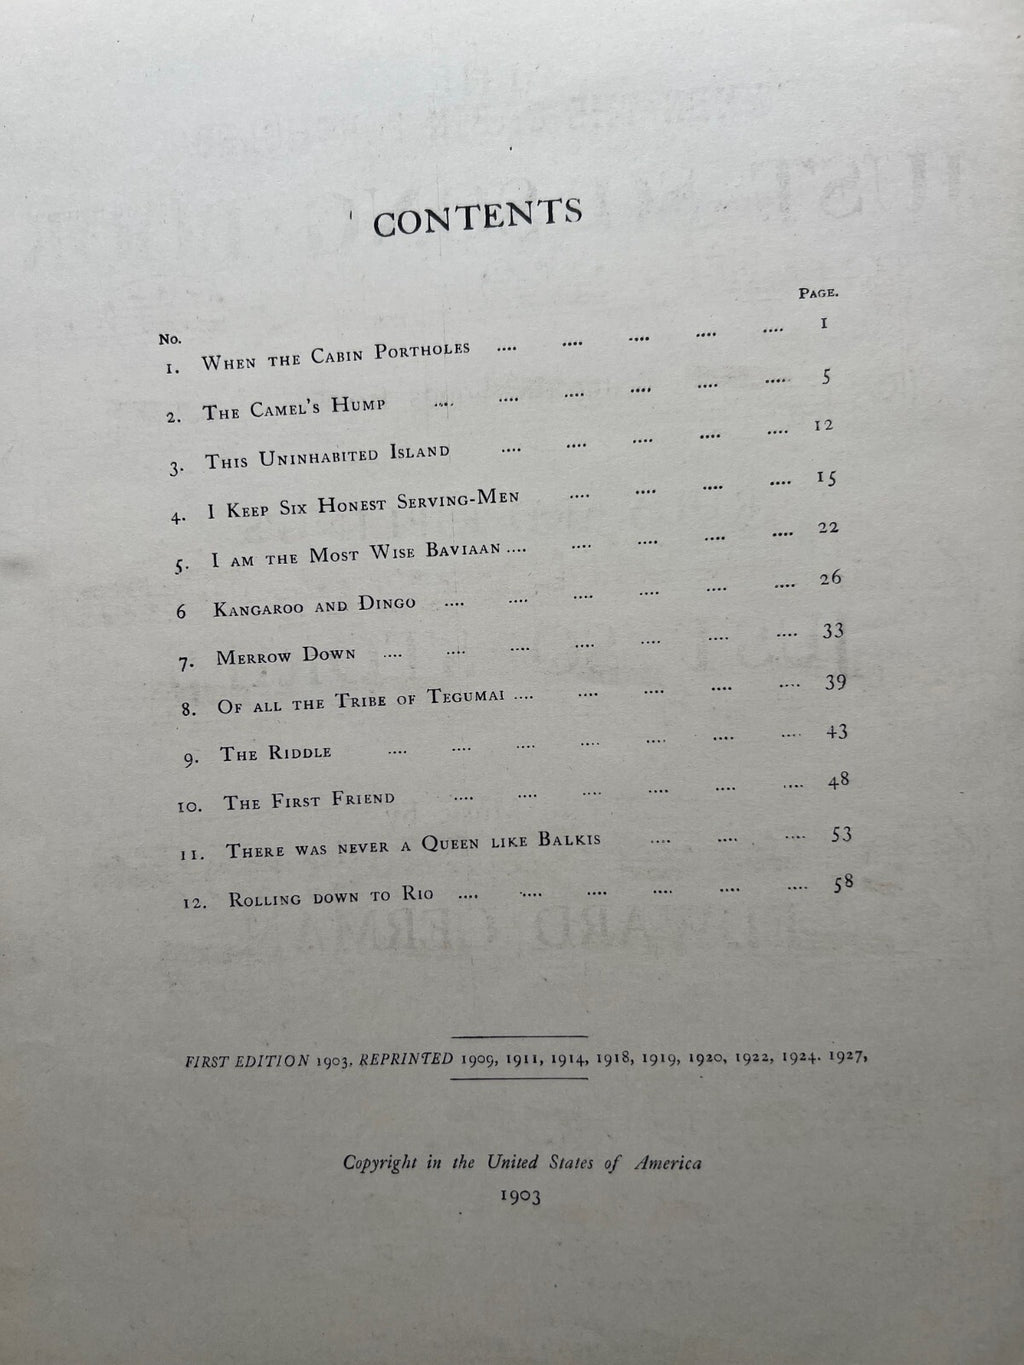 CONTENTS
PAGE.
No.
1. WHEN THE CABIN PORTHOLES .... .... .... .... .... 1
2. THE CAMEL'S HUMP .... .... .... .... .... .... 5
3. THIS UNINHABITED ISLAND .... .... .... .... .... 12
4. I KEEP SIX HONEST SERVING-MEN .... .... .... .... 15
5. I AM THE MOST WISE BAVIAAN .... .... .... .... .... 22
6 KANGAROO AND DINGO .... .... .... .... .... .... 26
7. MERROW DOWN .... .... .... .... .... .... .... 33
8. OF ALL THE TRIBE OF TEGUMAI .... .... .... .... .... 39
9. THE RIDDLE .... .... .... .... .... .... .... 43
10. THE FIRST FRIEND .... .... .... .... .... .... 48
11. THERE WAS NEVER A QUEEN LIKE BALKIS .... .... .... 53
12. ROLLING DOWN TO RIO .... .... .... .... .... .... 58
FIRST EDITION 1903. REPRINTED 1909, 1911, 1914, 1918, 1919, 1920, 1922, 1924. 1927,
Copyright in the United States of America
1903